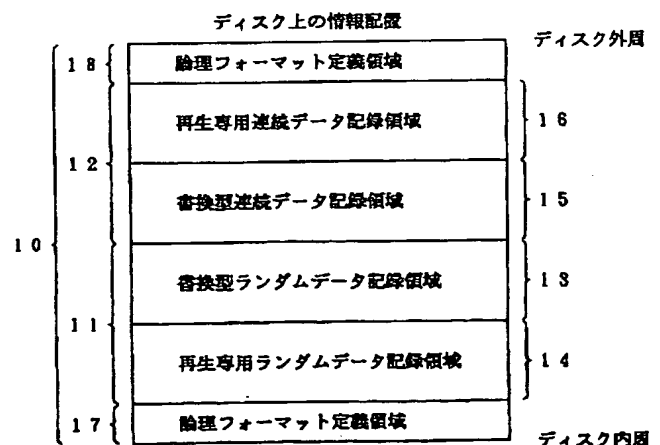 ディスク上の情報配置
ディスク外周
18
論理フォーマット定義領域
再生専用連続データ記録領域
16
12
書換型連続データ記録領域
15
10
書換型ランダムデータ記録領域
13
11
再生専用ランダムデータ記録領域
14
17
論理フォーマット定義領域
ディスク内周